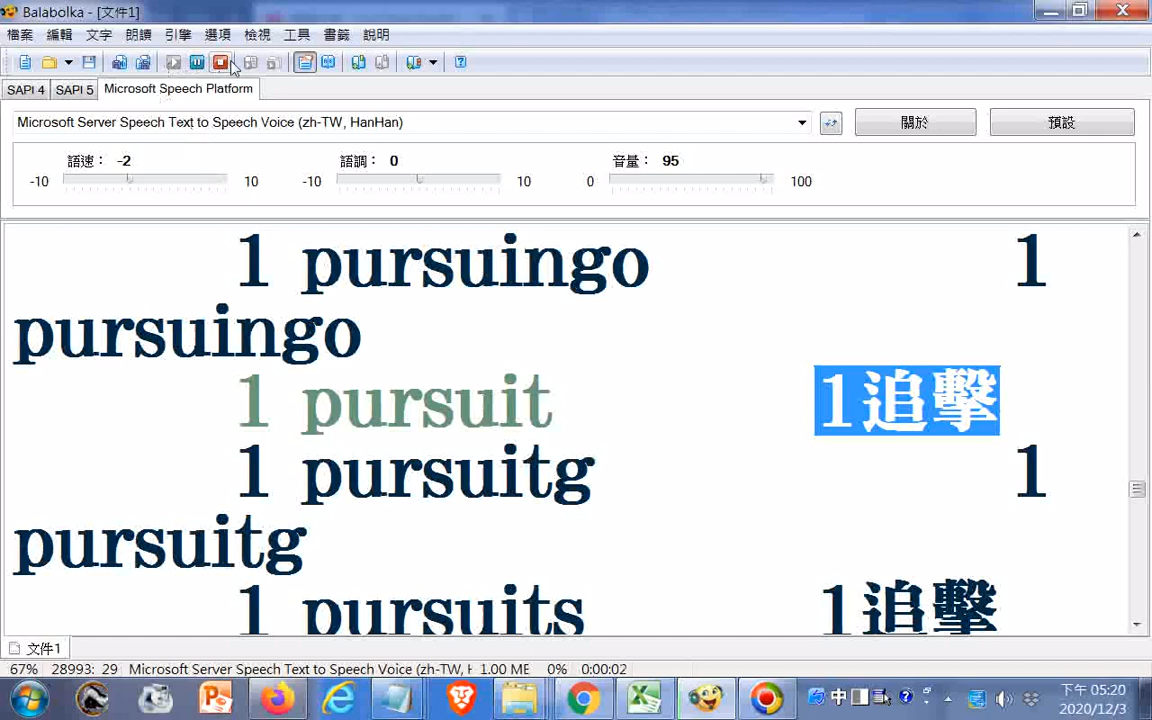 Balabolka - [文件1]
檔案 編輯 文字 朗讀 引擎 選項 檢視 工具 書籤 說明
SAPI 4 SAPI 5 Microsoft Speech Platform
Microsoft Server Speech Text to Speech Voice (zh-TW, HanHan) 關於 預設
語速： -2 語調： 0 音量： 95
-10 10 -10 10 0 100
1 pursuingo 1
pursuingo
1 pursuit 1追擊
1 pursuitg 1
pursuitg
1 pursuits 1追擊
文件1
67% 28993: 29 Microsoft Server Speech Text to Speech Voice (zh-TW, H 1.00 ME 0% 0:00:02
中 下午 05:20
2020/12/3